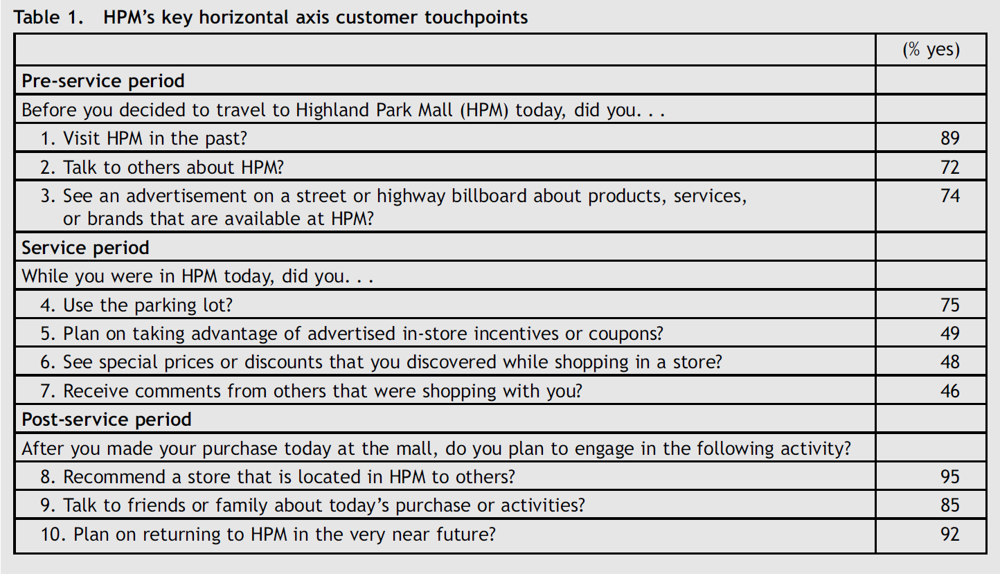 Table 1. HPM’s key horizontal axis customer touchpoints
(% yes)
Pre-service period
Before you decided to travel to Highland Park Mall (HPM) today, did you. . .
1. Visit HPM in the past? 89
2. Talk to others about HPM? 72
3. See an advertisement on a street or highway billboard about products, services, 74
or brands that are available at HPM?
Service period
While you were in HPM today, did you. . .
4. Use the parking lot? 75
5. Plan on taking advantage of advertised in-store incentives or coupons? 49
6. See special prices or discounts that you discovered while shopping in a store? 48
7. Receive comments from others that were shopping with you? 46
Post-service period
After you made your purchase today at the mall, do you plan to engage in the following activity?
8. Recommend a store that is located in HPM to others? 95
9. Talk to friends or family about today’s purchase or activities? 85
10. Plan on returning to HPM in the very near future? 92